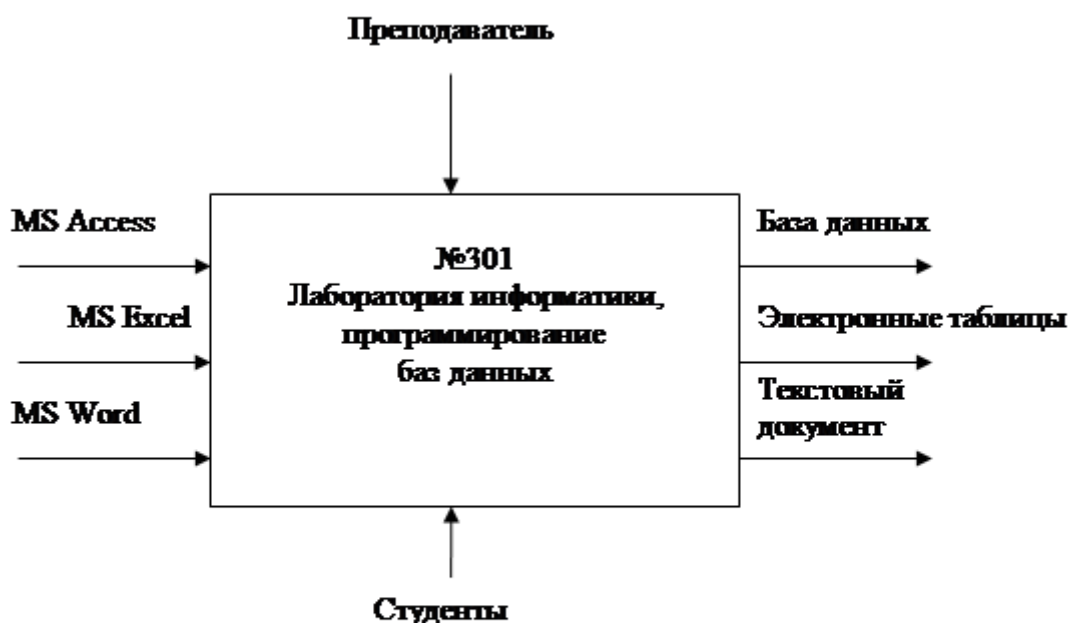 Преподаватель
MS Access
База данных
№301
Лаборатория информатики,
MS Excel
Электронные таблицы
программирование
баз данных
Текстовый
MS Word
документ
Студенты